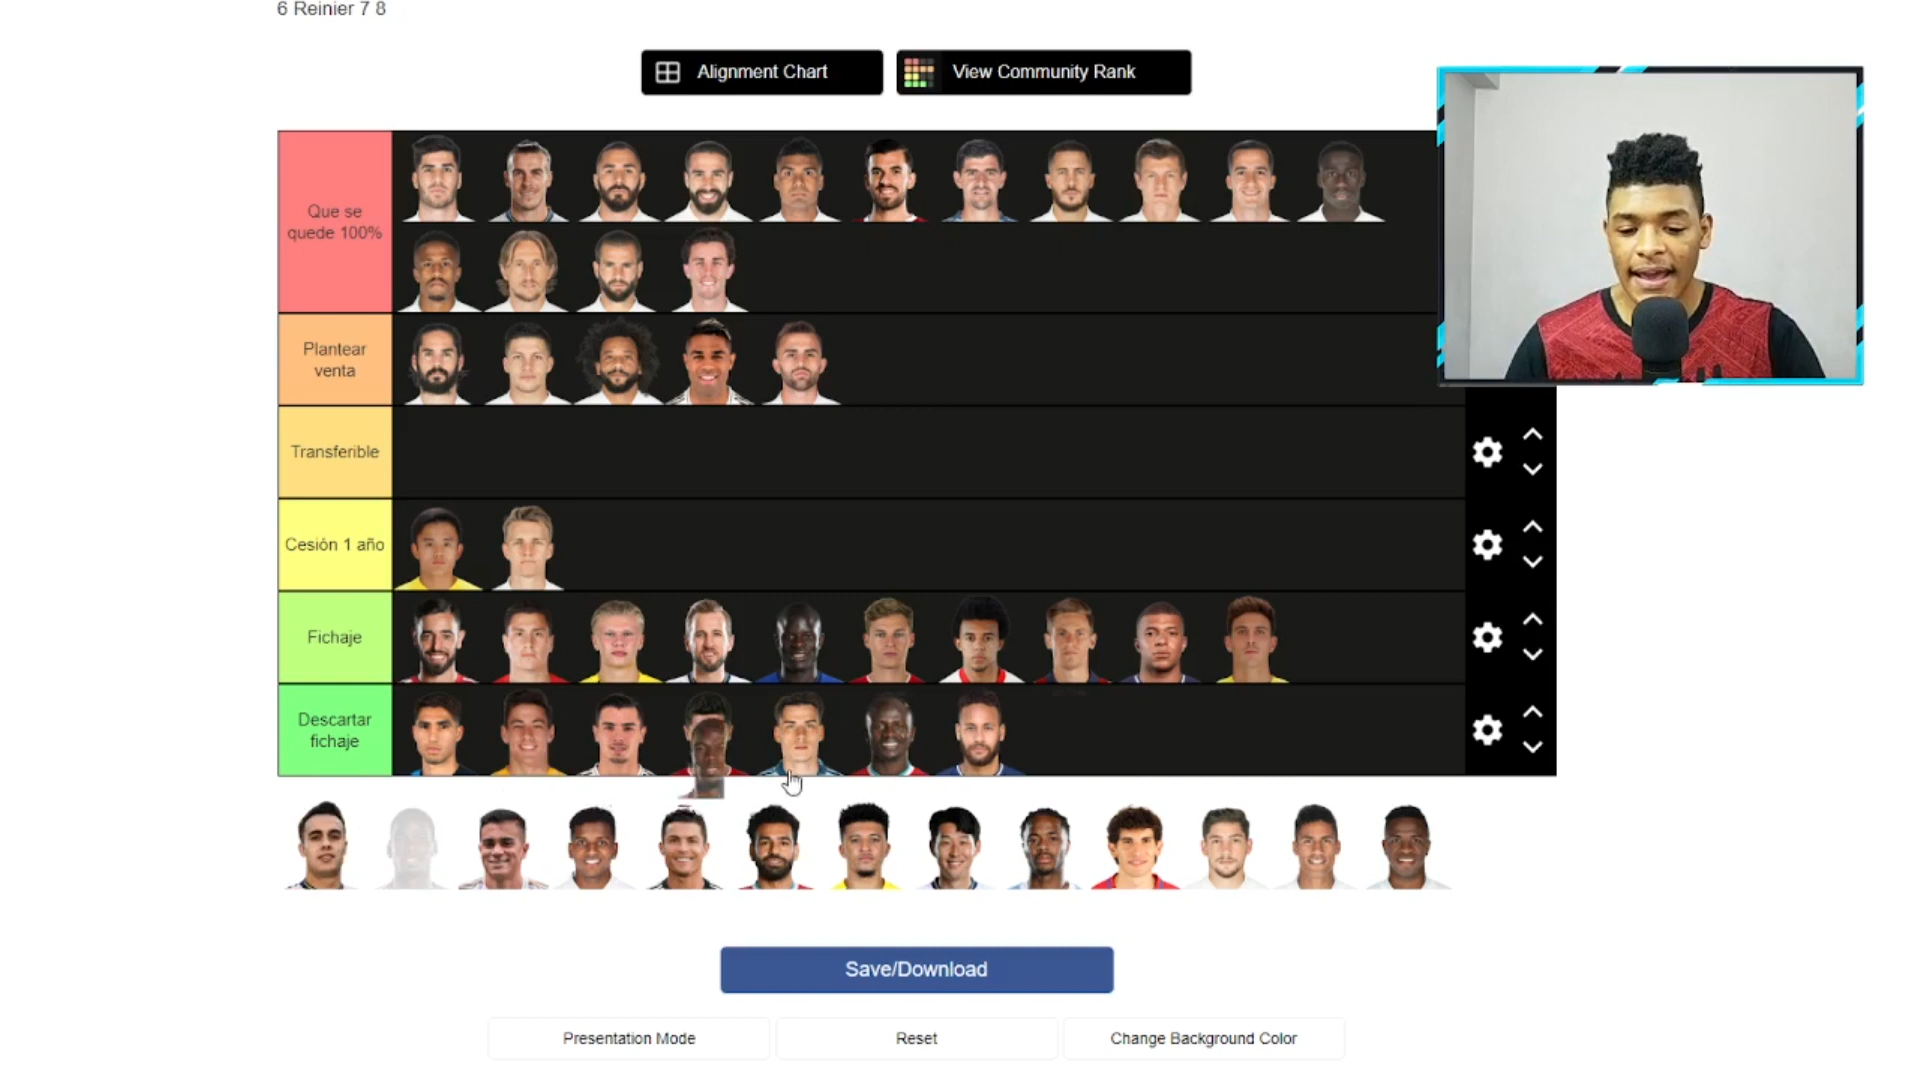 6 Reinier 7 8
Alignment Chart
View Community Rank
Que se
quede 100%
Plantear
venta
Transferible
Cesión 1 año
Fichaje
Descartar
fichaje
Save/Download
Presentation Mode
Reset
Change Background Color